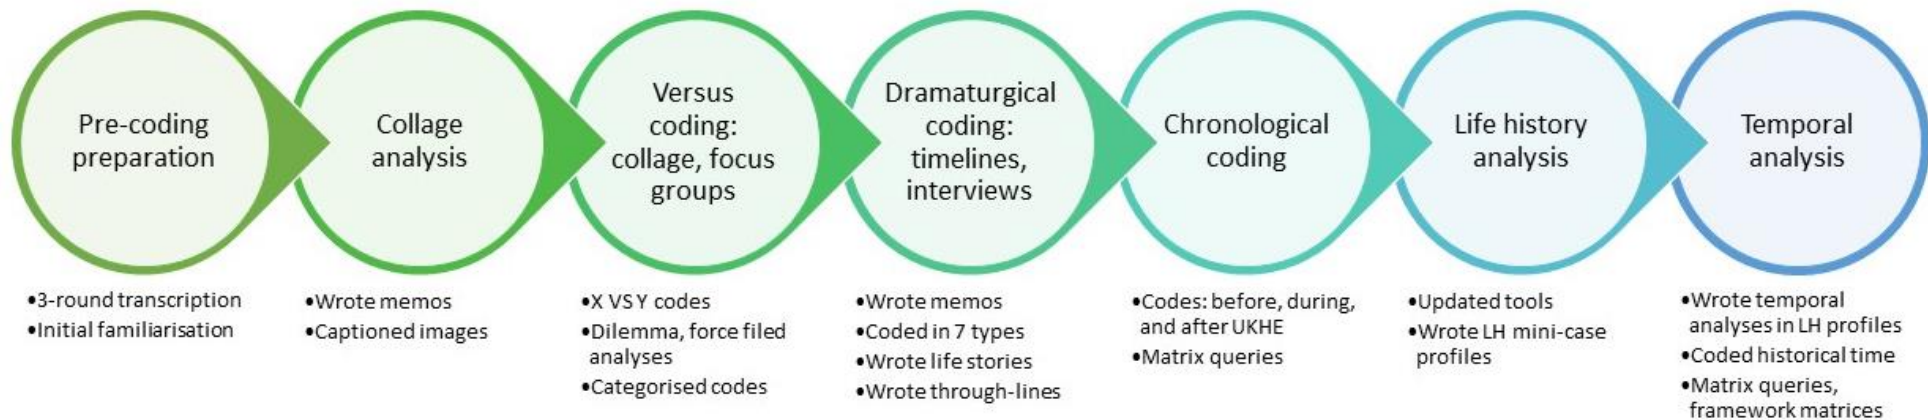 Pre-coding
preparation
Collage
analysis
Versus
coding:
collage, focus
groups
Dramaturgical
coding:
timelines,
interviews
Chronological
coding
Life history
analysis
Temporal
analysis
•3-round transcription
•Initial familiarisation
•Wrote memos
•Captioned images
•X VS Y codes
•Dilemma, force filed
analyses
•Categorised codes
•Wrote memos
•Coded in 7 types
•Wrote life stories
•Wrote through-lines
•Codes: before, during,
and after UKHE
•Matrix queries
•Updated tools
•Wrote LH mini-case
profiles
•Wrote temporal
analyses in LH profiles
•Coded historical time
•Matrix queries,
framework matrices